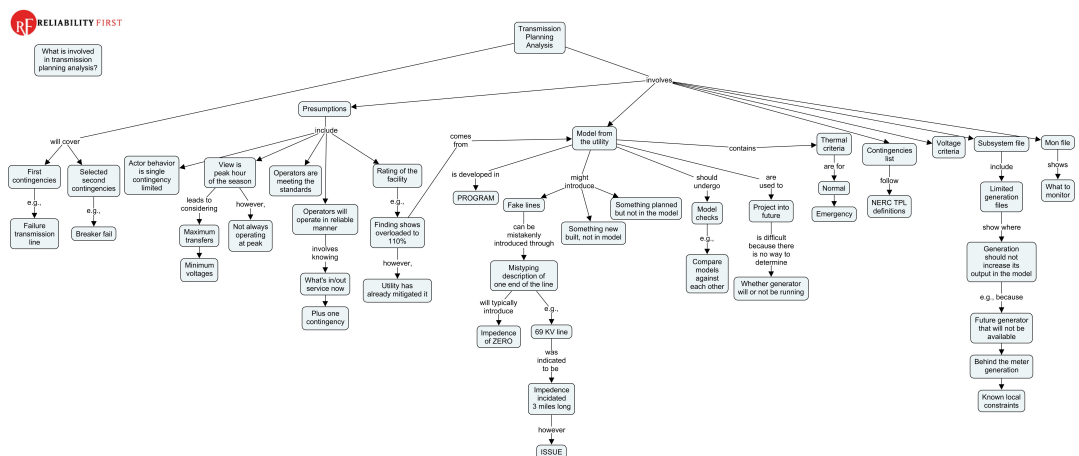 RF RELIABILITY FIRST
What is involved
in transmission
planning analysis?
Transmission
Planning
Analysis
involves
Presumptions
include
will cover
First
contingencies
e.g.,
Failure
transmission
line
Selected
second
contingencies
e.g.,
Breaker fail
Actor behavior
is single
contingency
limited
View is
peak hour
of the season
leads to
considering
Maximum
transfers
Minimum
voltages
however,
Not always
operating
at peak
Operators are
meeting the
standards
Operators will
operate in reliable
manner
involves
knowing
What's in/out
service now
Plus one
contingency
Rating of the
facility
e.g.,
Finding shows
overloaded to
110%
however,
Utility has
already mitigated it
comes
from
Model from
the utility
is developed in
PROGRAM
might
introduce
Fake lines
can be
mistakenly
introduced through
Mistyping
description of
one end of the line
will typically
introduce
Impedence
of ZERO
e.g.,
69 KV line
was
indicated
to be
Impedence
incidated
3 miles long
however
ISSUE
Something new
built, not in model
Something planned
but not in the model
should
undergo
Model
checks
e.g.,
Compare
models
against
each other
are
used to
Project into
future
is difficult
because there
is no way to
determine
Whether generator
will or not be running
contains
Thermal
criteria
are for
Normal
Emergency
Contingencies
list
follow
NERC TPL
definitions
Voltage
criteria
Subsystem file
include
Limited
generation
files
show where
Generation
should not
increase its
output in the model
e.g., because
Future generator
that will not be
available
Behind the meter
generation
Known local
constraints
Mon file
shows
What to
monitor